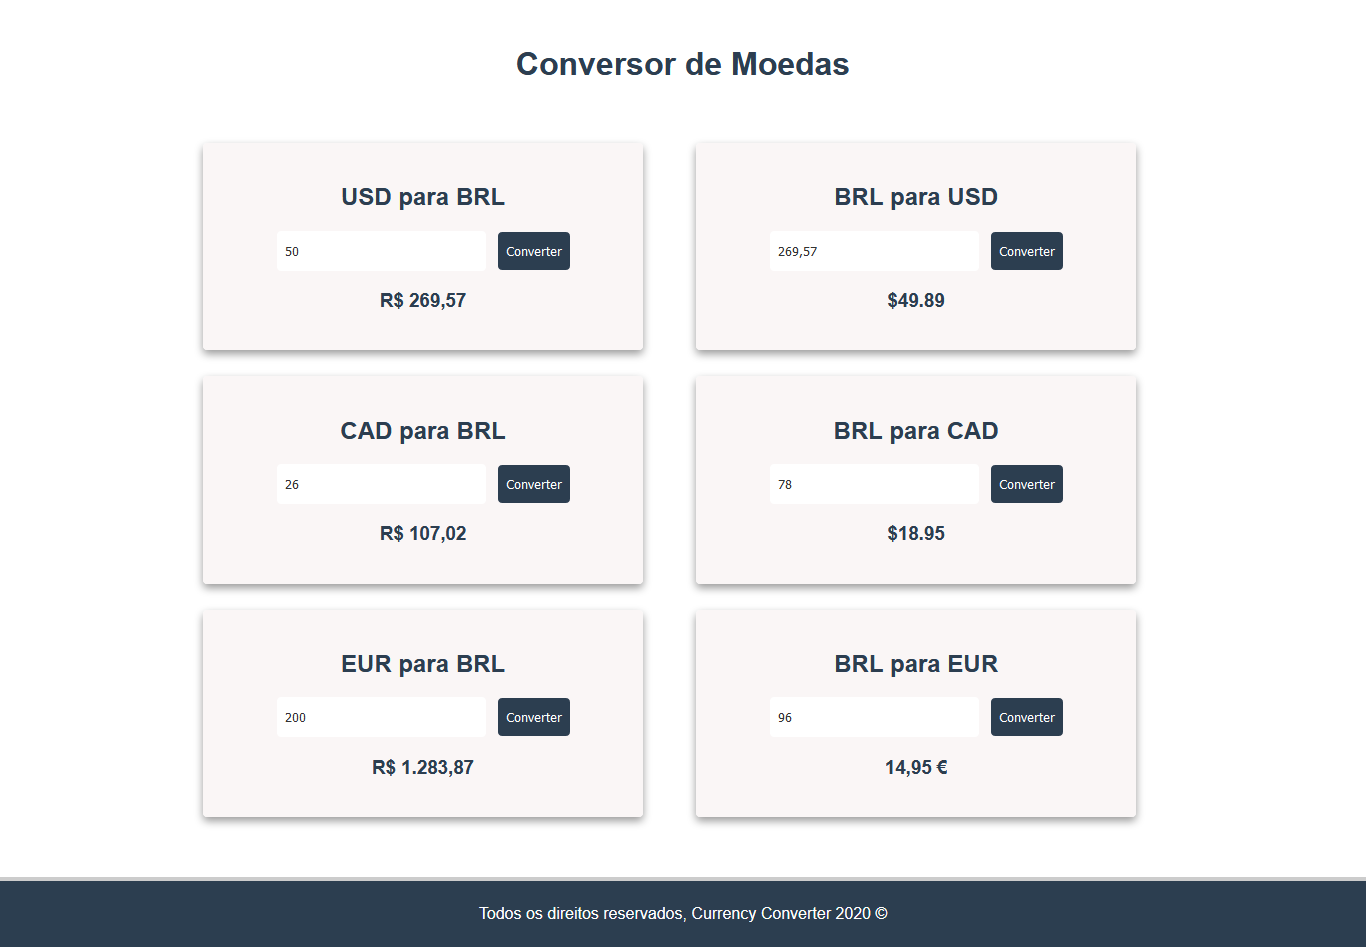 Conversor de Moedas
USD para BRL
50
Converter
R$ 269,57
BRL para USD
269,57
Converter
$49.89
CAD para BRL
26
Converter
R$ 107,02
BRL para CAD
78
Converter
$18.95
EUR para BRL
200
Converter
R$ 1.283,87
BRL para EUR
96
Converter
14,95 €
Todos os direitos reservados, Currency Converter 2020 ©